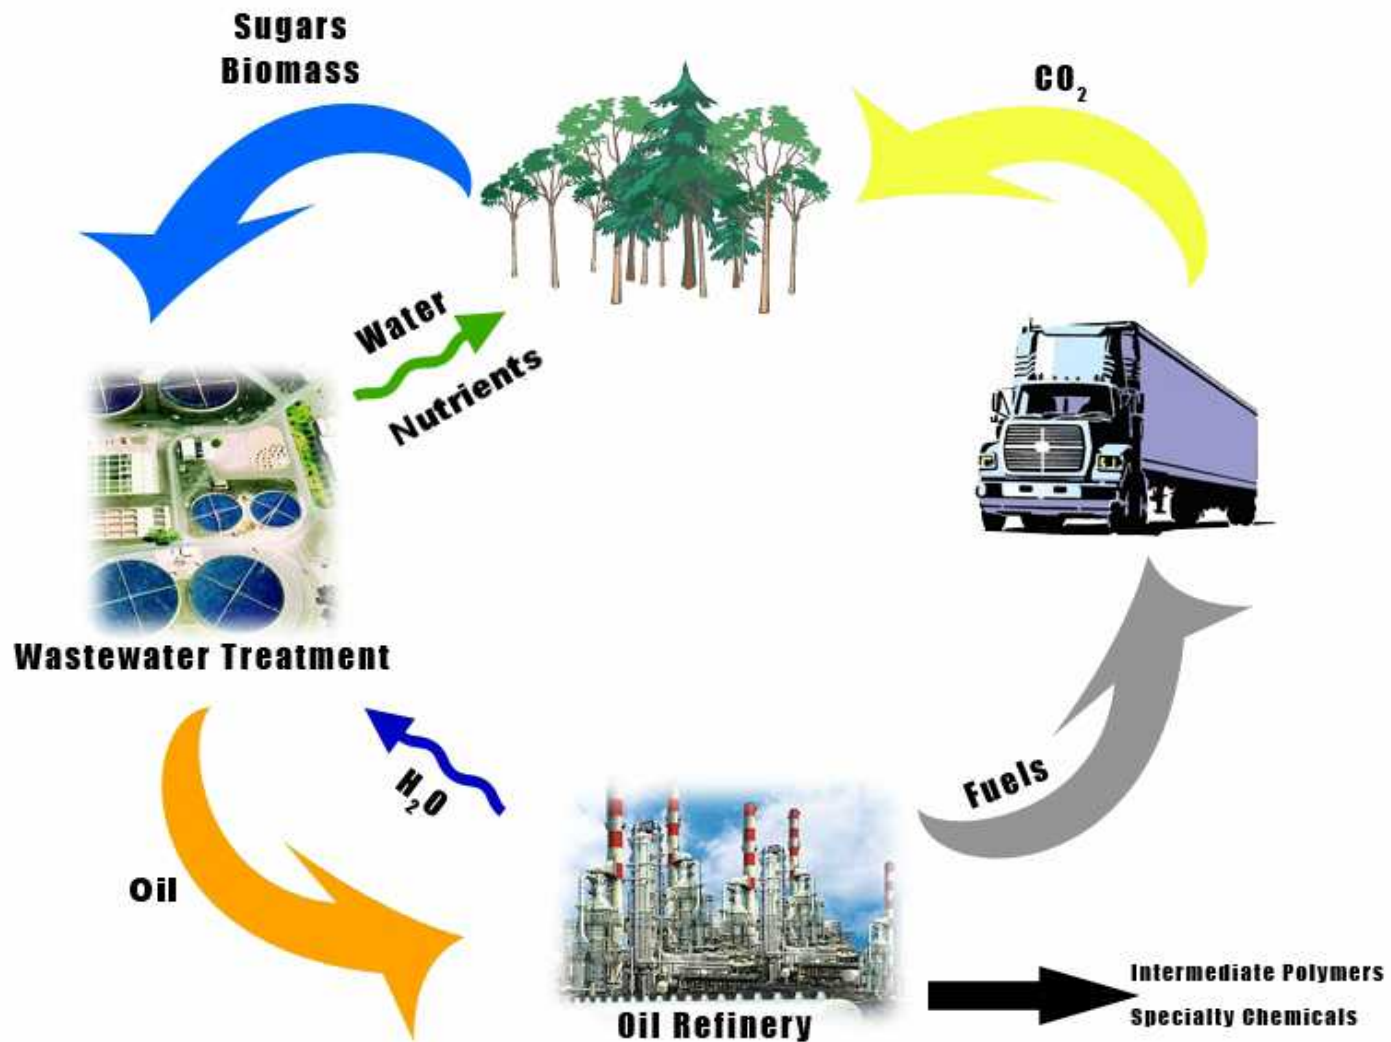 Sugars
Biomass
CO₂
Water
Nutrients
Wastewater Treatment
H₂O
Fuels
Oil
Intermediate Polymers
Specialty Chemicals
Oil Refinery